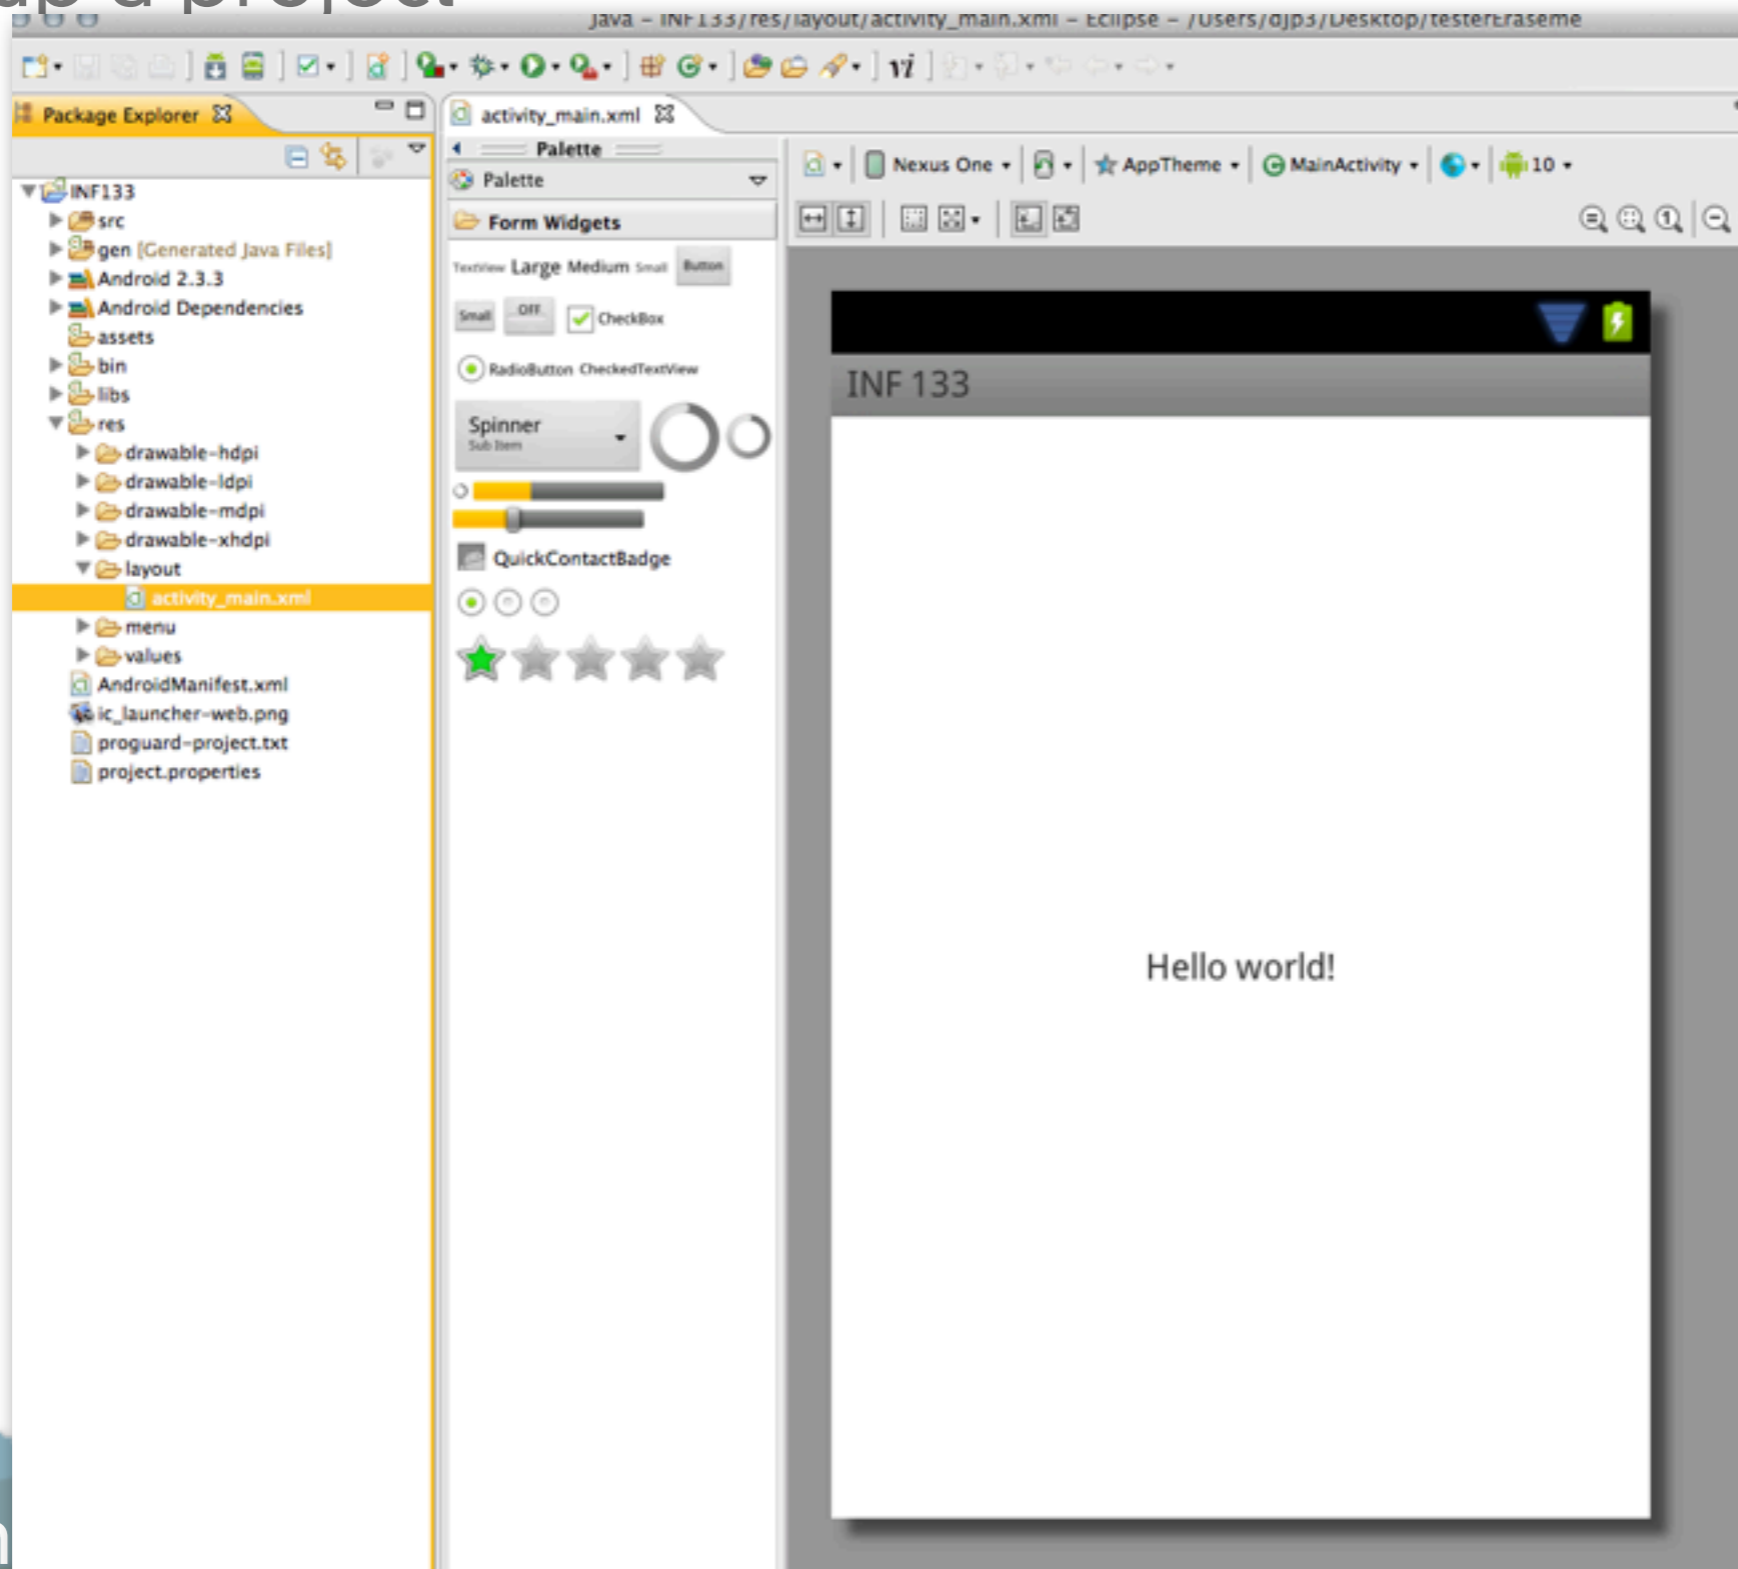 up a project
Java – INF133/res/layout/activity_main.xml – Eclipse – /Users/djp3/Desktop/testerEraseme
Package Explorer
INF133
src
gen [Generated Java Files]
Android 2.3.3
Android Dependencies
assets
bin
libs
res
drawable-hdpi
drawable-ldpi
drawable-mdpi
drawable-xhdpi
layout
activity_main.xml
menu
values
AndroidManifest.xml
ic_launcher-web.png
proguard-project.txt
project.properties
activity_main.xml
Palette
Palette
Form Widgets
TextView Large Medium Small Button
Small OFF CheckBox
RadioButton CheckedTextView
Spinner
Sub Item
QuickContactBadge
Nexus One AppTheme MainActivity 10
INF 133
Hello world!